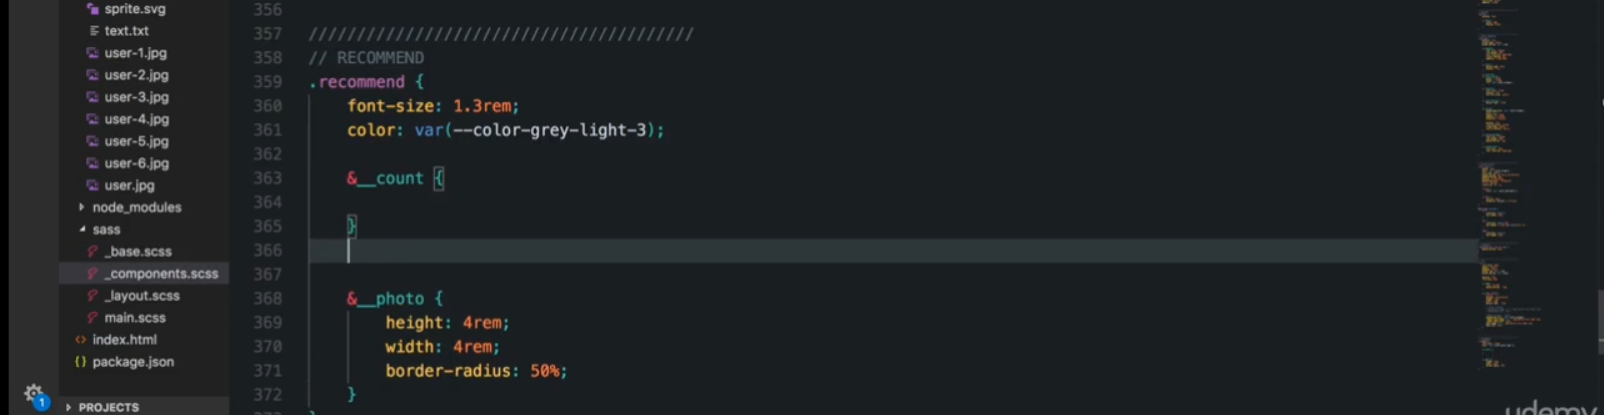 sprite.svg
text.txt
user-1.jpg
user-2.jpg
user-3.jpg
user-4.jpg
user-5.jpg
user-6.jpg
user.jpg
node_modules
sass
_base.scss
_components.scss
_layout.scss
main.scss
index.html
{} package.json
1
PROJECTS
356
357 ////////////////////////////////////////
358 // RECOMMEND
359 .recommend {
360 font-size: 1.3rem;
361 color: var(--color-grey-light-3);
362
363 &__count {
364
365 }
366
367
368 &__photo {
369 height: 4rem;
370 width: 4rem;
371 border-radius: 50%;
372 }
udemy